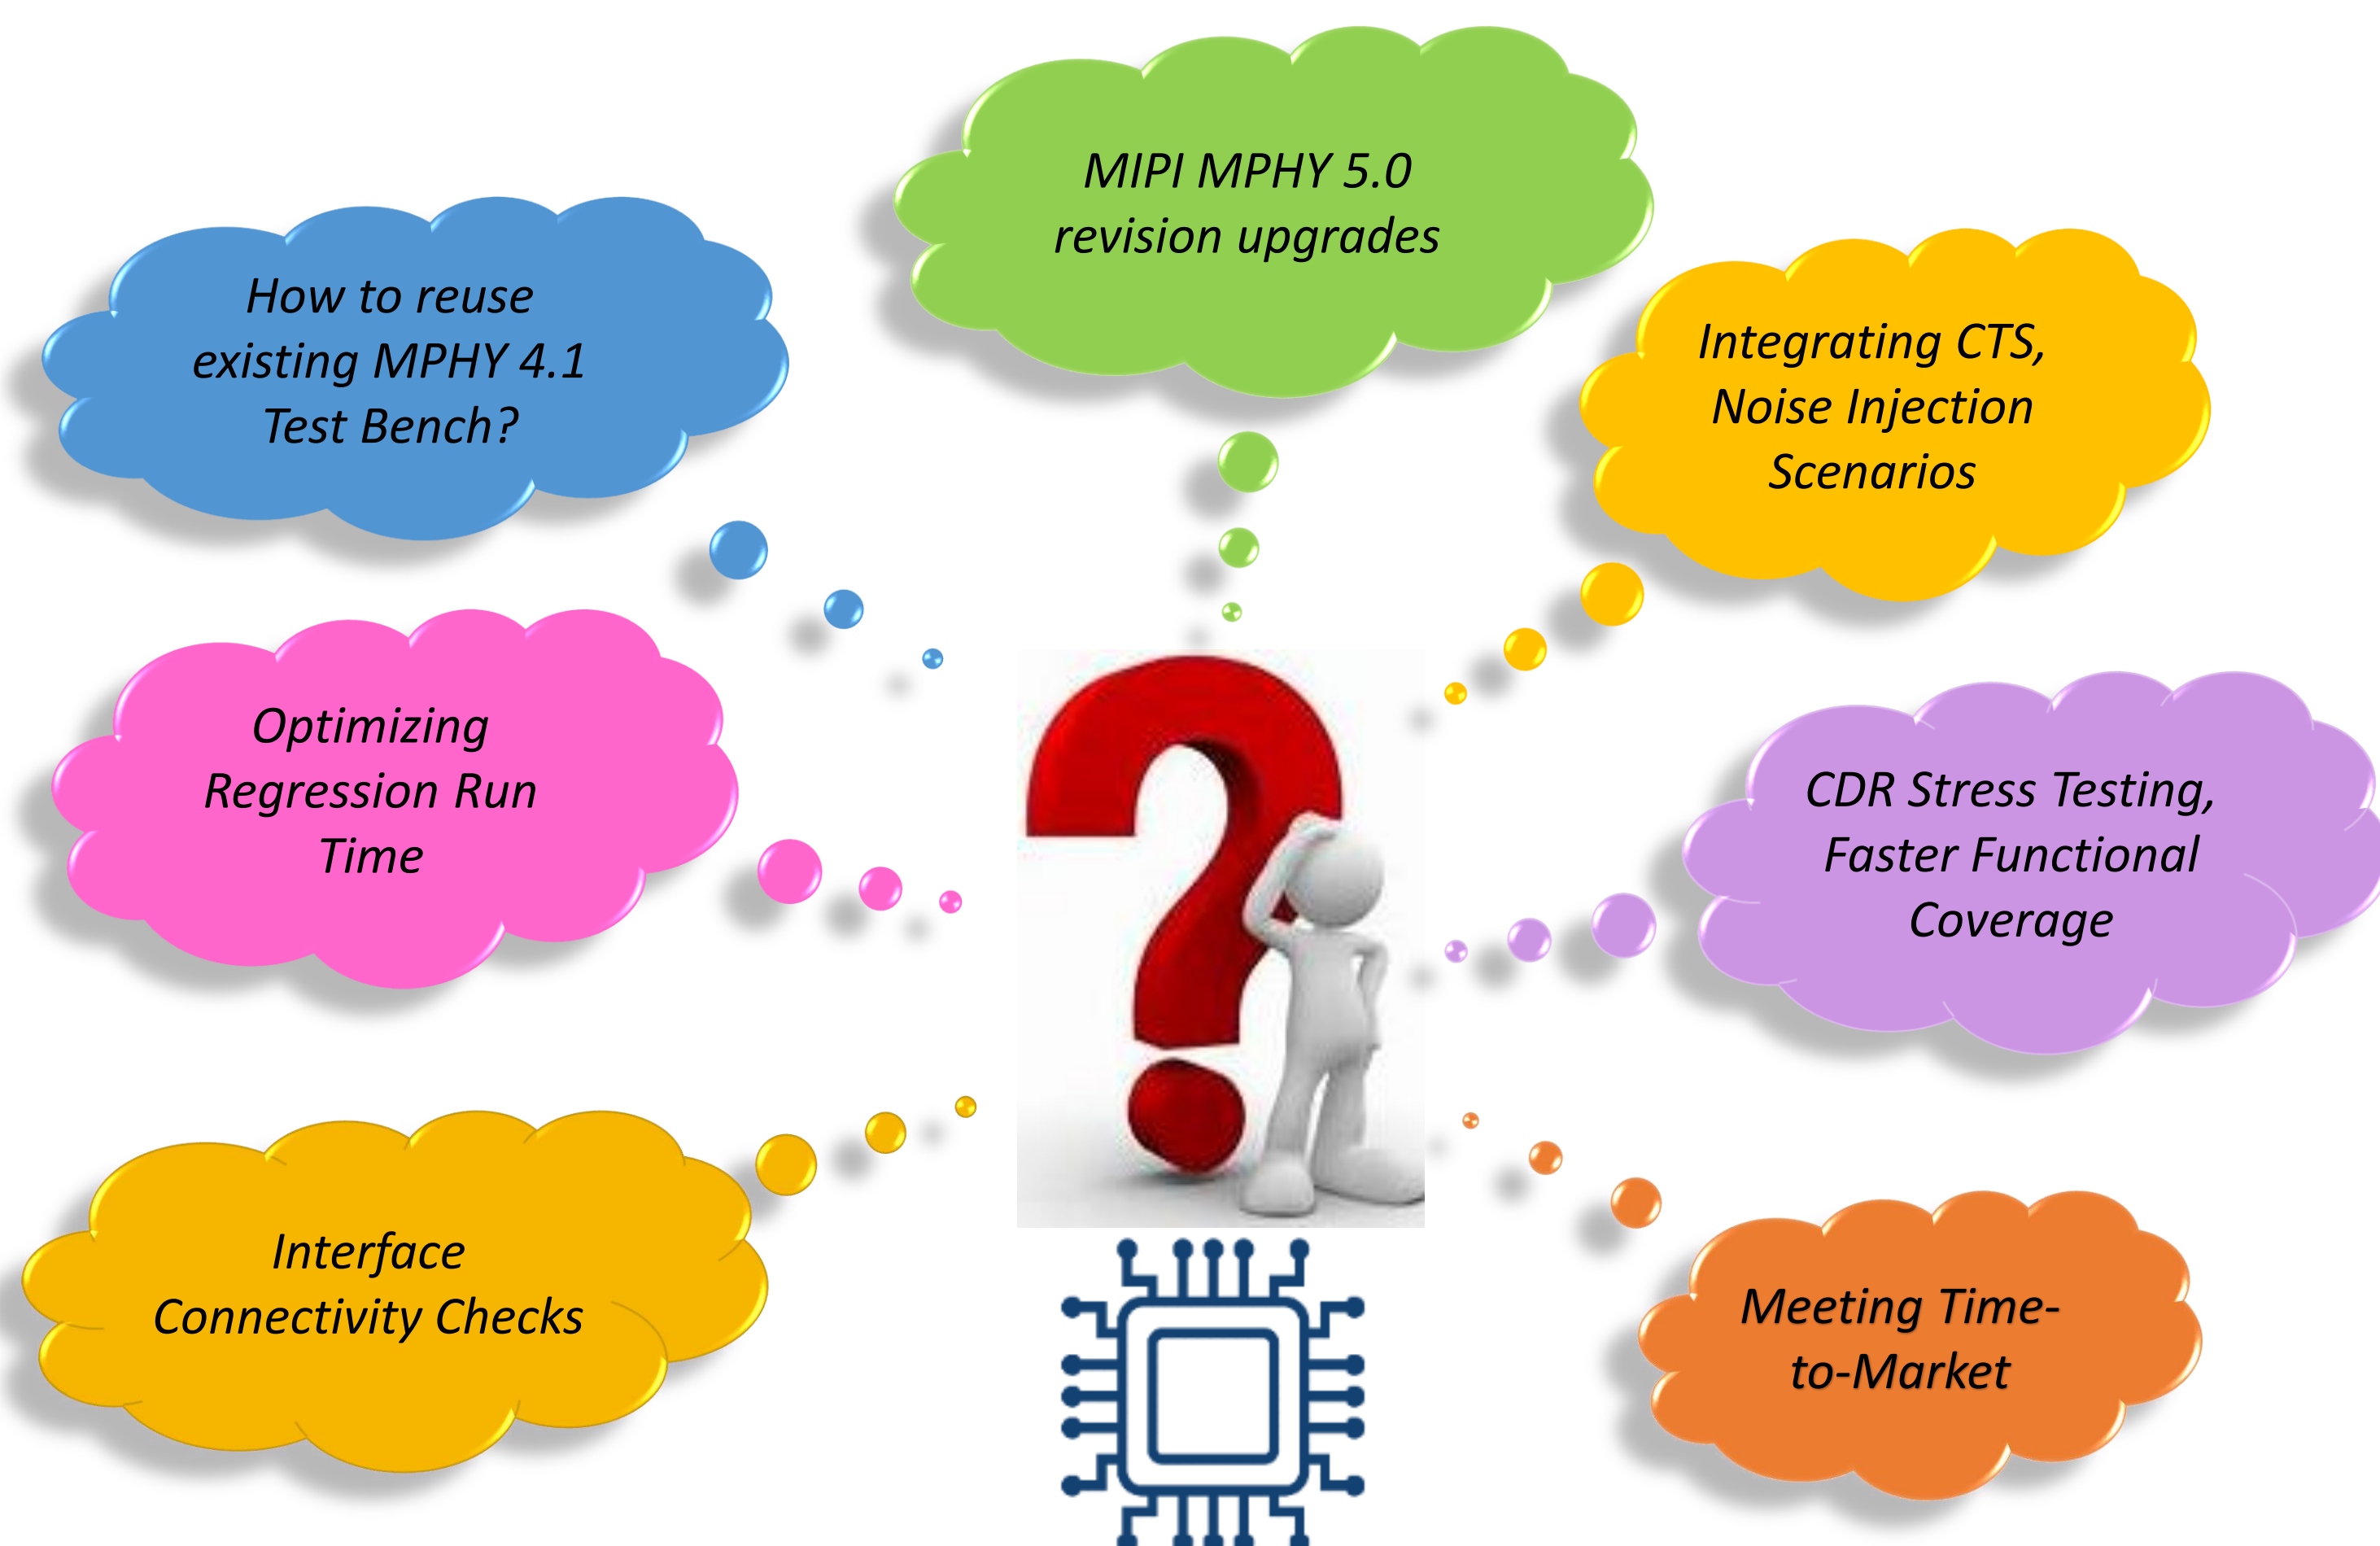 MIPI MPHY 5.0
revision upgrades
How to reuse
existing MPHY 4.1
Test Bench?
Integrating CTS,
Noise Injection
Scenarios
Optimizing
Regression Run
Time
CDR Stress Testing,
Faster Functional
Coverage
Interface
Connectivity Checks
Meeting Time-
to-Market